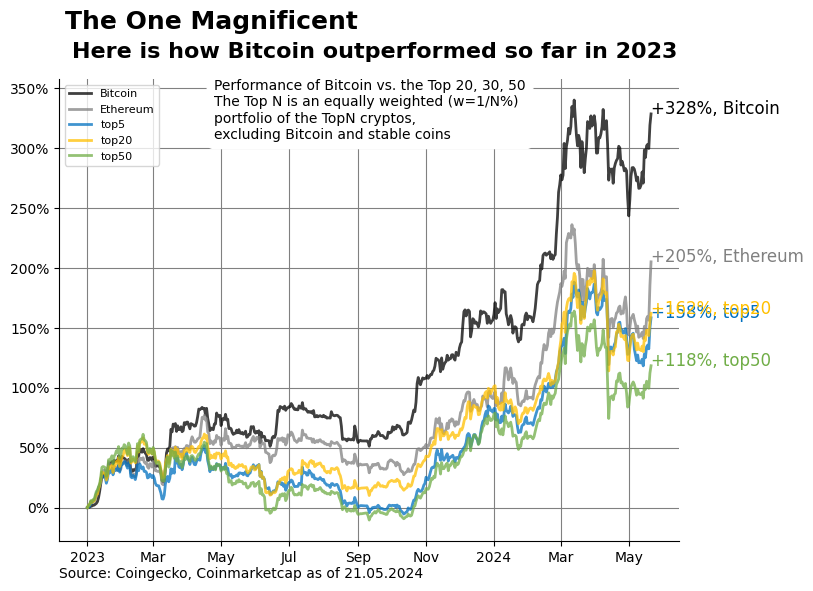 The One Magnificent
Here is how Bitcoin outperformed so far in 2023
350%
300%
250%
200%
150%
100%
50%
0%
Bitcoin
Ethereum
top5
top20
top50
Performance of Bitcoin vs. the Top 20, 30, 50
The Top N is an equally weighted (w=1/N%)
portfolio of the TopN cryptos,
excluding Bitcoin and stable coins
+328%, Bitcoin
+205%, Ethereum
+162%, top20
+158%, top5
+118%, top50
2023 Mar May Jul Sep Nov 2024 Mar May
Source: Coingecko, Coinmarketcap as of 21.05.2024